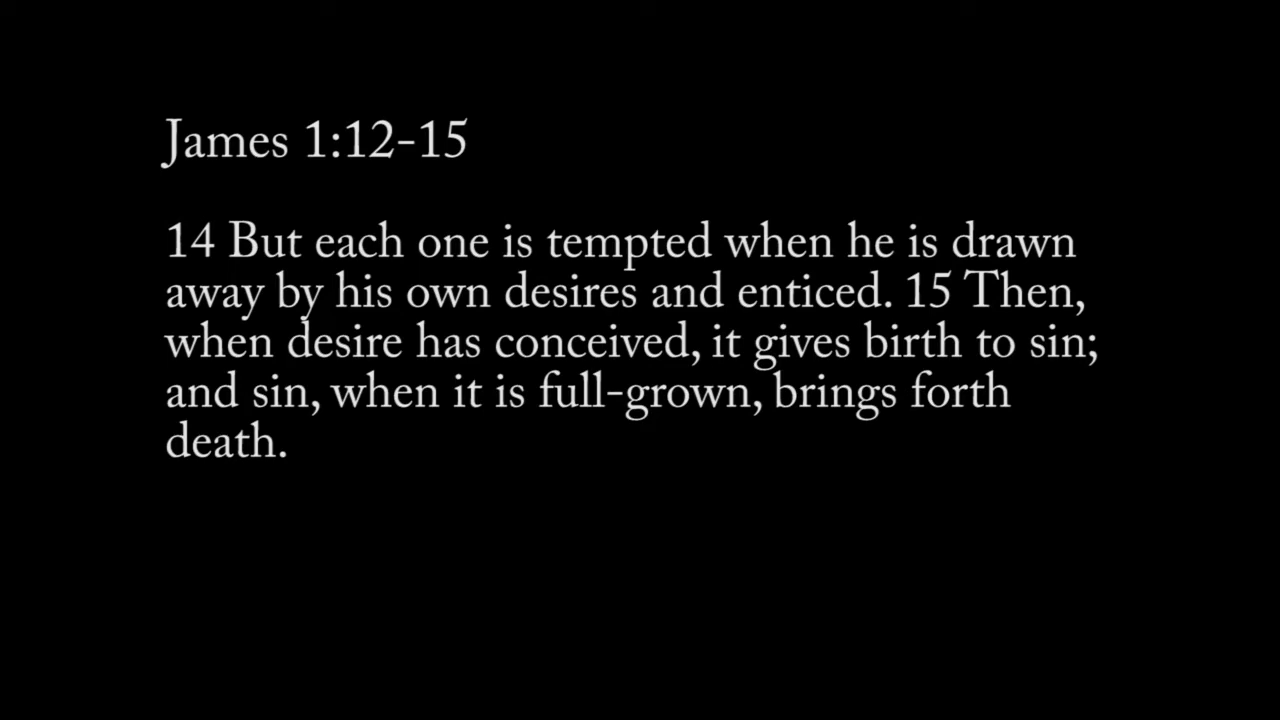 James 1:12-15
14 But each one is tempted when he is drawn
away by his own desires and enticed. 15 Then,
when desire has conceived, it gives birth to sin;
and sin, when it is full-grown, brings forth
death.